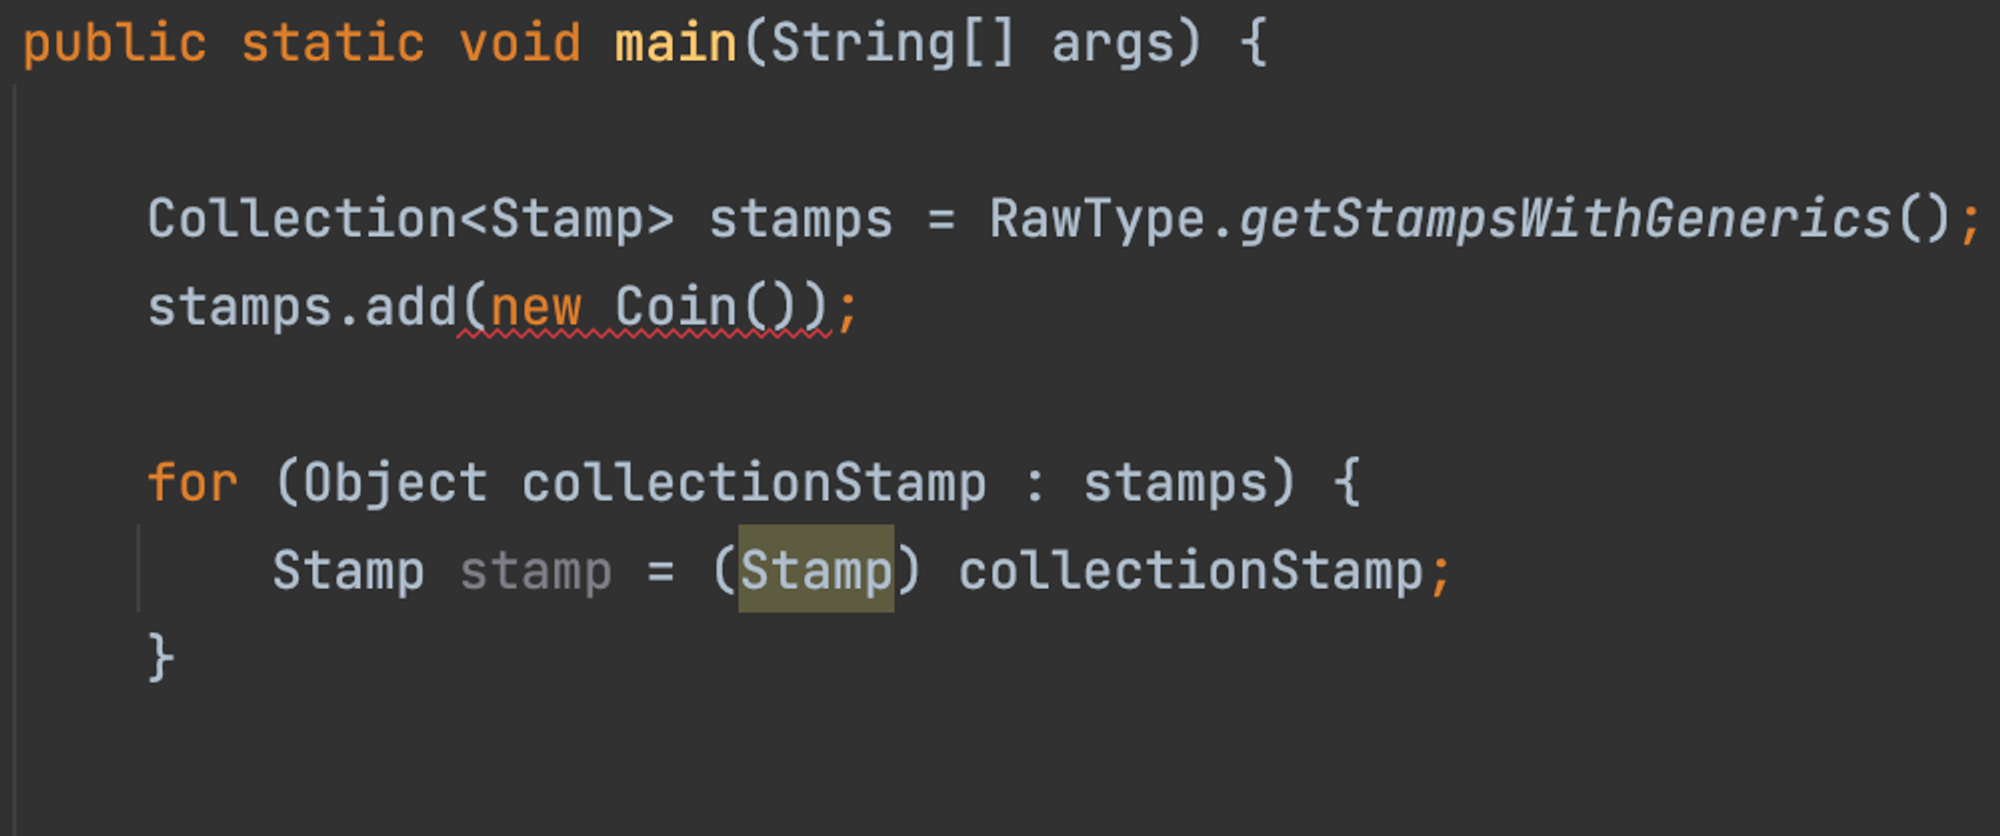 public static void main(String[] args) {
Collection<Stamp> stamps = RawType.getStampsWithGenerics();
stamps.add(new Coin());
for (Object collectionStamp : stamps) {
Stamp stamp = (Stamp) collectionStamp;
}